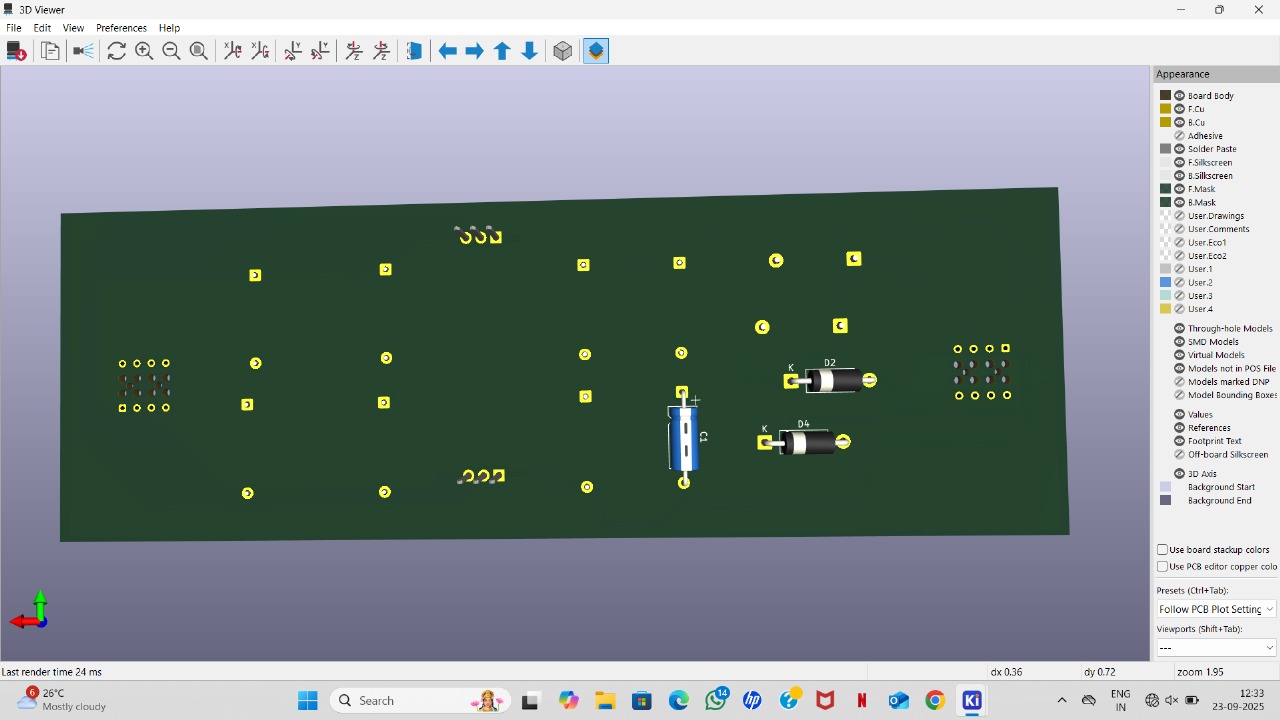 3D Viewer
File Edit View Preferences Help
Appearance
Board Body
F.Cu
B.Cu
Adhesive
Solder Paste
F.Silkscreen
B.Silkscreen
F.Mask
B.Mask
User.Drawings
User.Comments
User.Eco1
User.Eco2
User.1
User.2
User.3
User.4
Through-hole Models
SMD Models
Virtual Models
Models not in POS File
Models marked DNP
Model Bounding Boxes
Values
References
Footprint Text
Off-board Silkscreen
3D Axis
Background Start
Background End
Use board stackup colors
Use PCB editor copper colo
Presets (Ctrl+Tab):
Follow PCB Plot Setting
Viewports (Shift+Tab):
---
K D2
+
C1
K D4
Last render time 24 ms
dx 0.36
dy 0.72
zoom 1.95
6
26°C
Mostly cloudy
Search
14
ENG
IN
12:33
23-09-2025